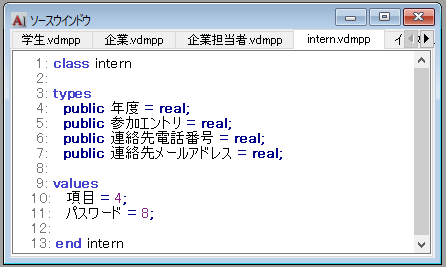 ソースウインドウ
学生.vdmpp 企業.vdmpp 企業担当者.vdmpp intern.vdmpp
1: class intern
2:
3: types
4: public 年度 = real;
5: public 参加エントリ = real;
6: public 連絡先電話番号 = real;
7: public 連絡先メールアドレス = real;
8:
9: values
10: 項目 = 4;
11: パスワード = 8;
12:
13: end intern